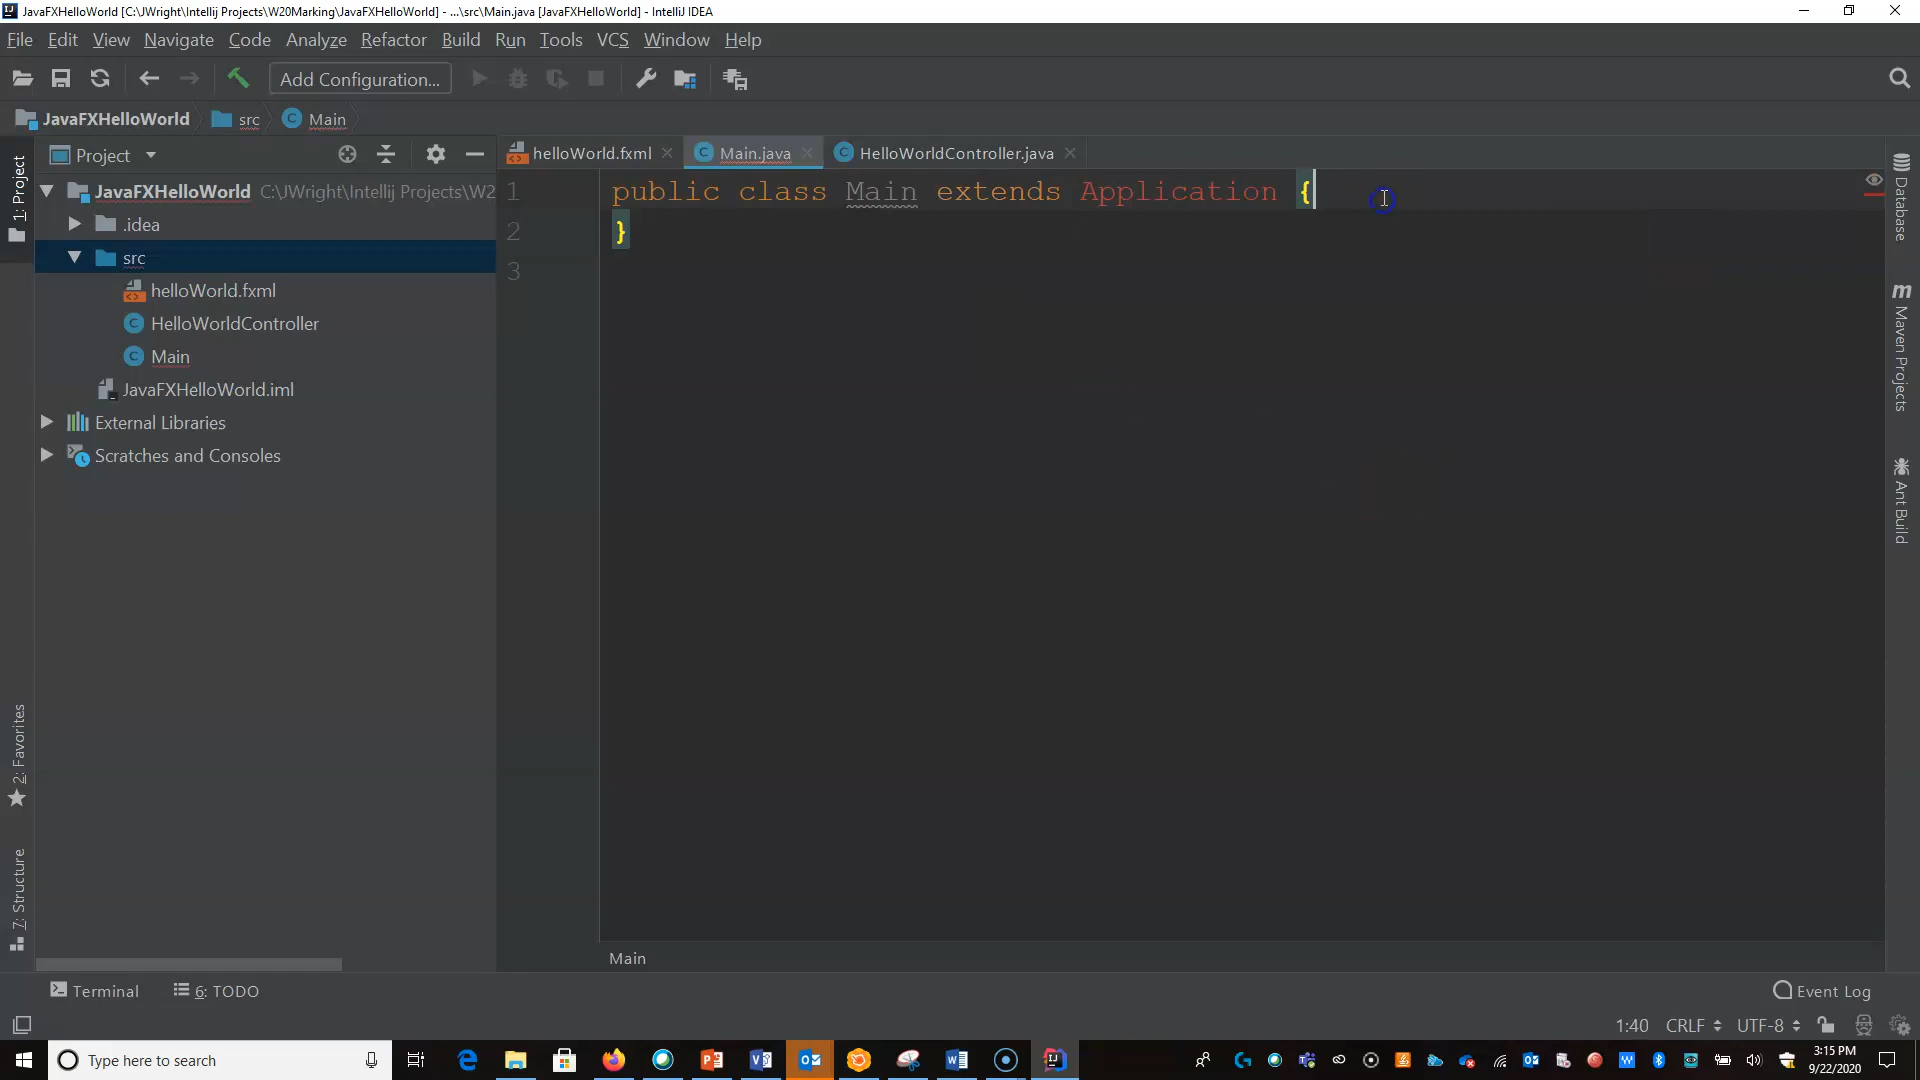 JavaFXHelloWorld [C:\JWright\Intellij Projects\W20Marking\JavaFXHelloWorld] - ...\src\Main.java [JavaFXHelloWorld] - IntelliJ IDEA
File Edit View Navigate Code Analyze Refactor Build Run Tools VCS Window Help
Add Configuration...
JavaFXHelloWorld src Main
1: Project
Project
helloWorld.fxml Main.java HelloWorldController.java
JavaFXHelloWorld C:\JWright\Intellij Projects\W2
.idea
src
helloWorld.fxml
HelloWorldController
Main
JavaFXHelloWorld.iml
External Libraries
Scratches and Consoles
1 public class Main extends Application {
2 }
3
Database
Maven Projects
Ant Build
2: Favorites
7: Structure
Main
Terminal 6: TODO Event Log
1:40 CRLF UTF-8
Type here to search
3:15 PM
9/22/2020